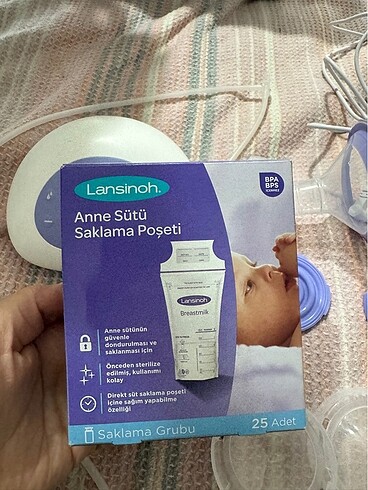 Lansinoh.
BPA
BPS
İÇERMEZ
Anne Sütü
Saklama Poşeti
Lansinoh
Breastmilk
Anne sütünün
güvenle
dondurulması ve
saklanması için
Önceden sterilize
edilmiş, kullanımı
kolay
Direkt süt saklama poşeti
içine sağım yapabilme
özelliği
Saklama Grubu
25 Adet